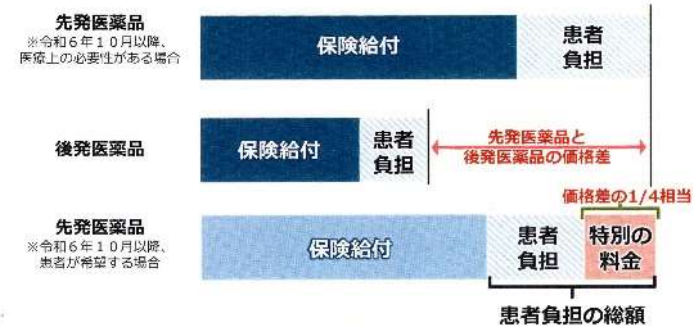 先発医薬品
※令和６年１０月以降、
医療上の必要性がある場合
保険給付
患者
負担
後発医薬品
保険給付
患者
負担
先発医薬品と
後発医薬品の価格差
価格差の1/4相当
先発医薬品
※令和６年１０月以降、
患者が希望する場合
保険給付
患者
負担
特別の
料金
患者負担の総額